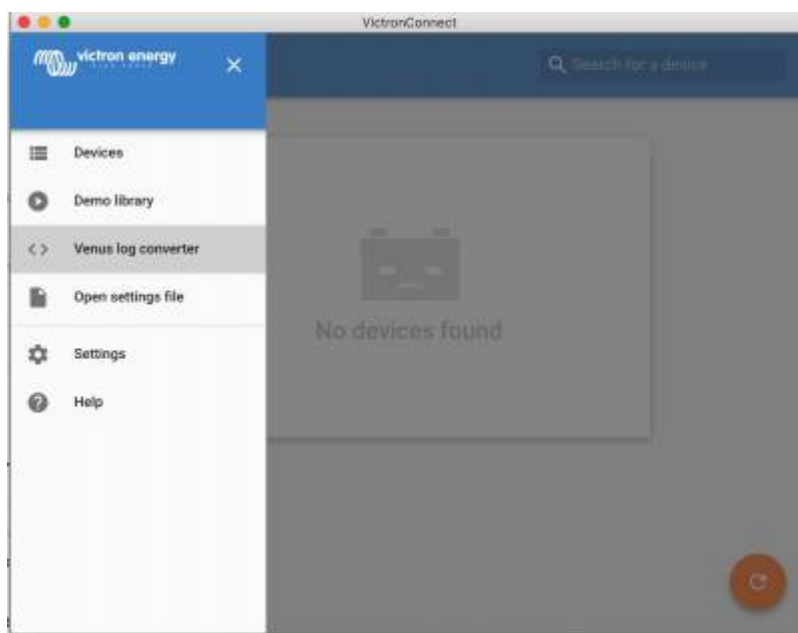 VictronConnect
victron energy
Search for a device
Devices
Demo library
Venus log converter
Open settings file
No devices found
Settings
Help